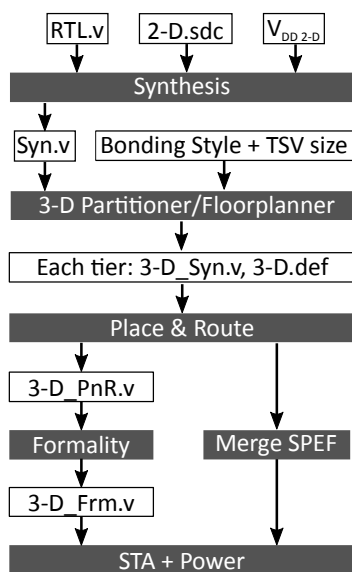 RTL.v 2-D.sdc V_DD 2-D
Synthesis
Syn.v Bonding Style + TSV size
3-D Partitioner/Floorplanner
Each tier: 3-D_Syn.v, 3-D.def
Place & Route
3-D_PnR.v
Formality Merge SPEF
3-D_Frm.v
STA + Power